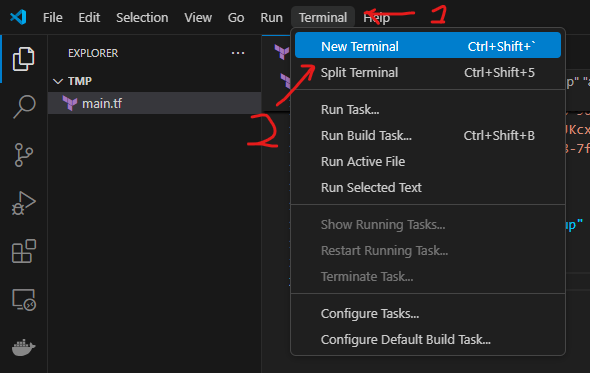 File Edit Selection View Go Run Terminal Help 1
EXPLORER
TMP
main.tf
New Terminal Ctrl+Shift+`
Split Terminal Ctrl+Shift+5
2
Run Task...
Run Build Task... Ctrl+Shift+B
Run Active File
Run Selected Text
Show Running Tasks...
Restart Running Task...
Terminate Task...
Configure Tasks...
Configure Default Build Task...